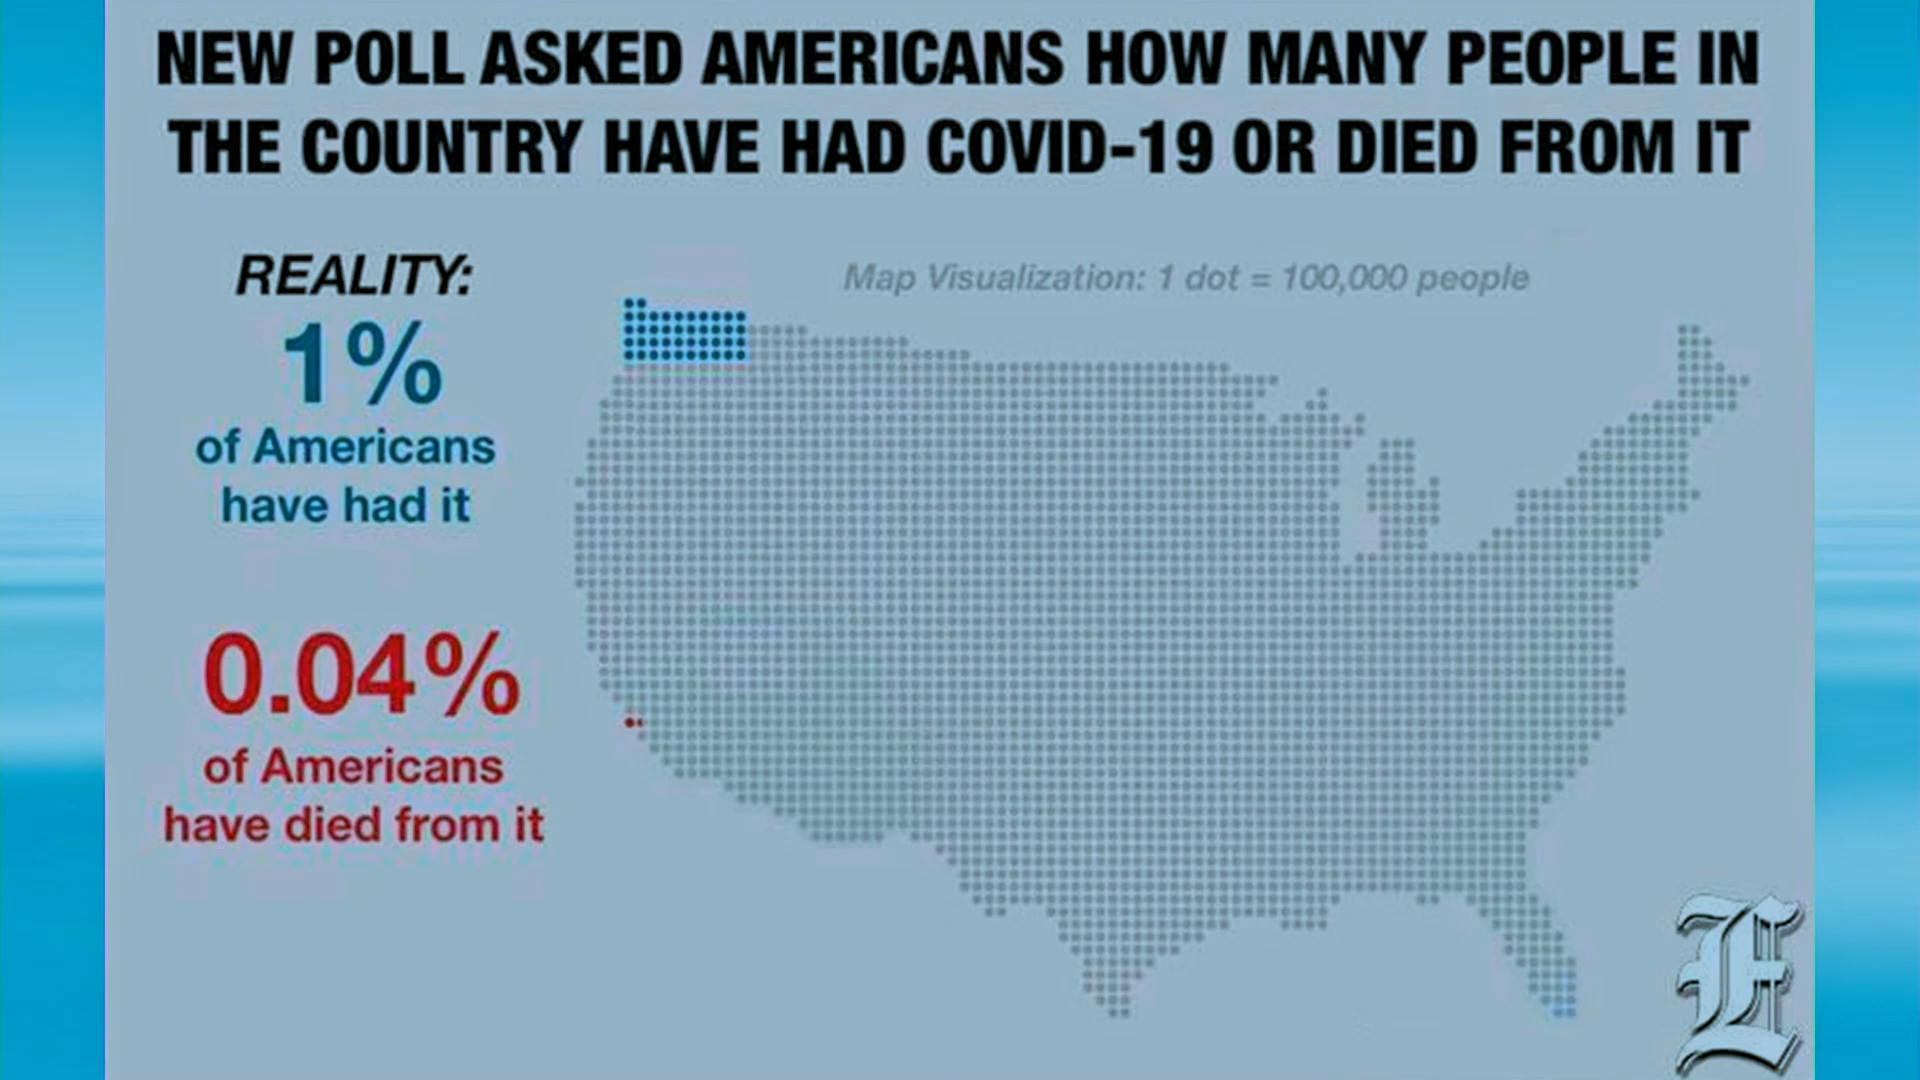 NEW POLL ASKED AMERICANS HOW MANY PEOPLE IN
THE COUNTRY HAVE HAD COVID-19 OR DIED FROM IT
REALITY:
1%
of Americans
have had it
0.04%
of Americans
have died from it
Map Visualization: 1 dot = 100,000 people
E